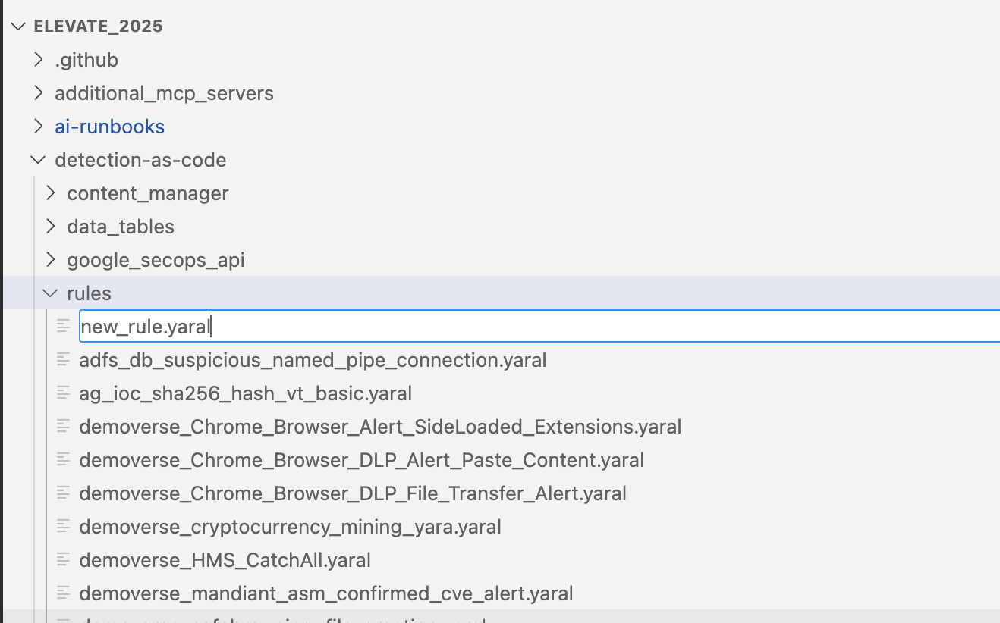 ELEVATE_2025
.github
additional_mcp_servers
ai-runbooks
detection-as-code
content_manager
data_tables
google_secops_api
rules
new_rule.yaral
adfs_db_suspicious_named_pipe_connection.yaral
ag_ioc_sha256_hash_vt_basic.yaral
demoverse_Chrome_Browser_Alert_SideLoaded_Extensions.yaral
demoverse_Chrome_Browser_DLP_Alert_Paste_Content.yaral
demoverse_Chrome_Browser_DLP_File_Transfer_Alert.yaral
demoverse_cryptocurrency_mining_yara.yaral
demoverse_HMS_CatchAll.yaral
demoverse_mandiant_asm_confirmed_cve_alert.yaral